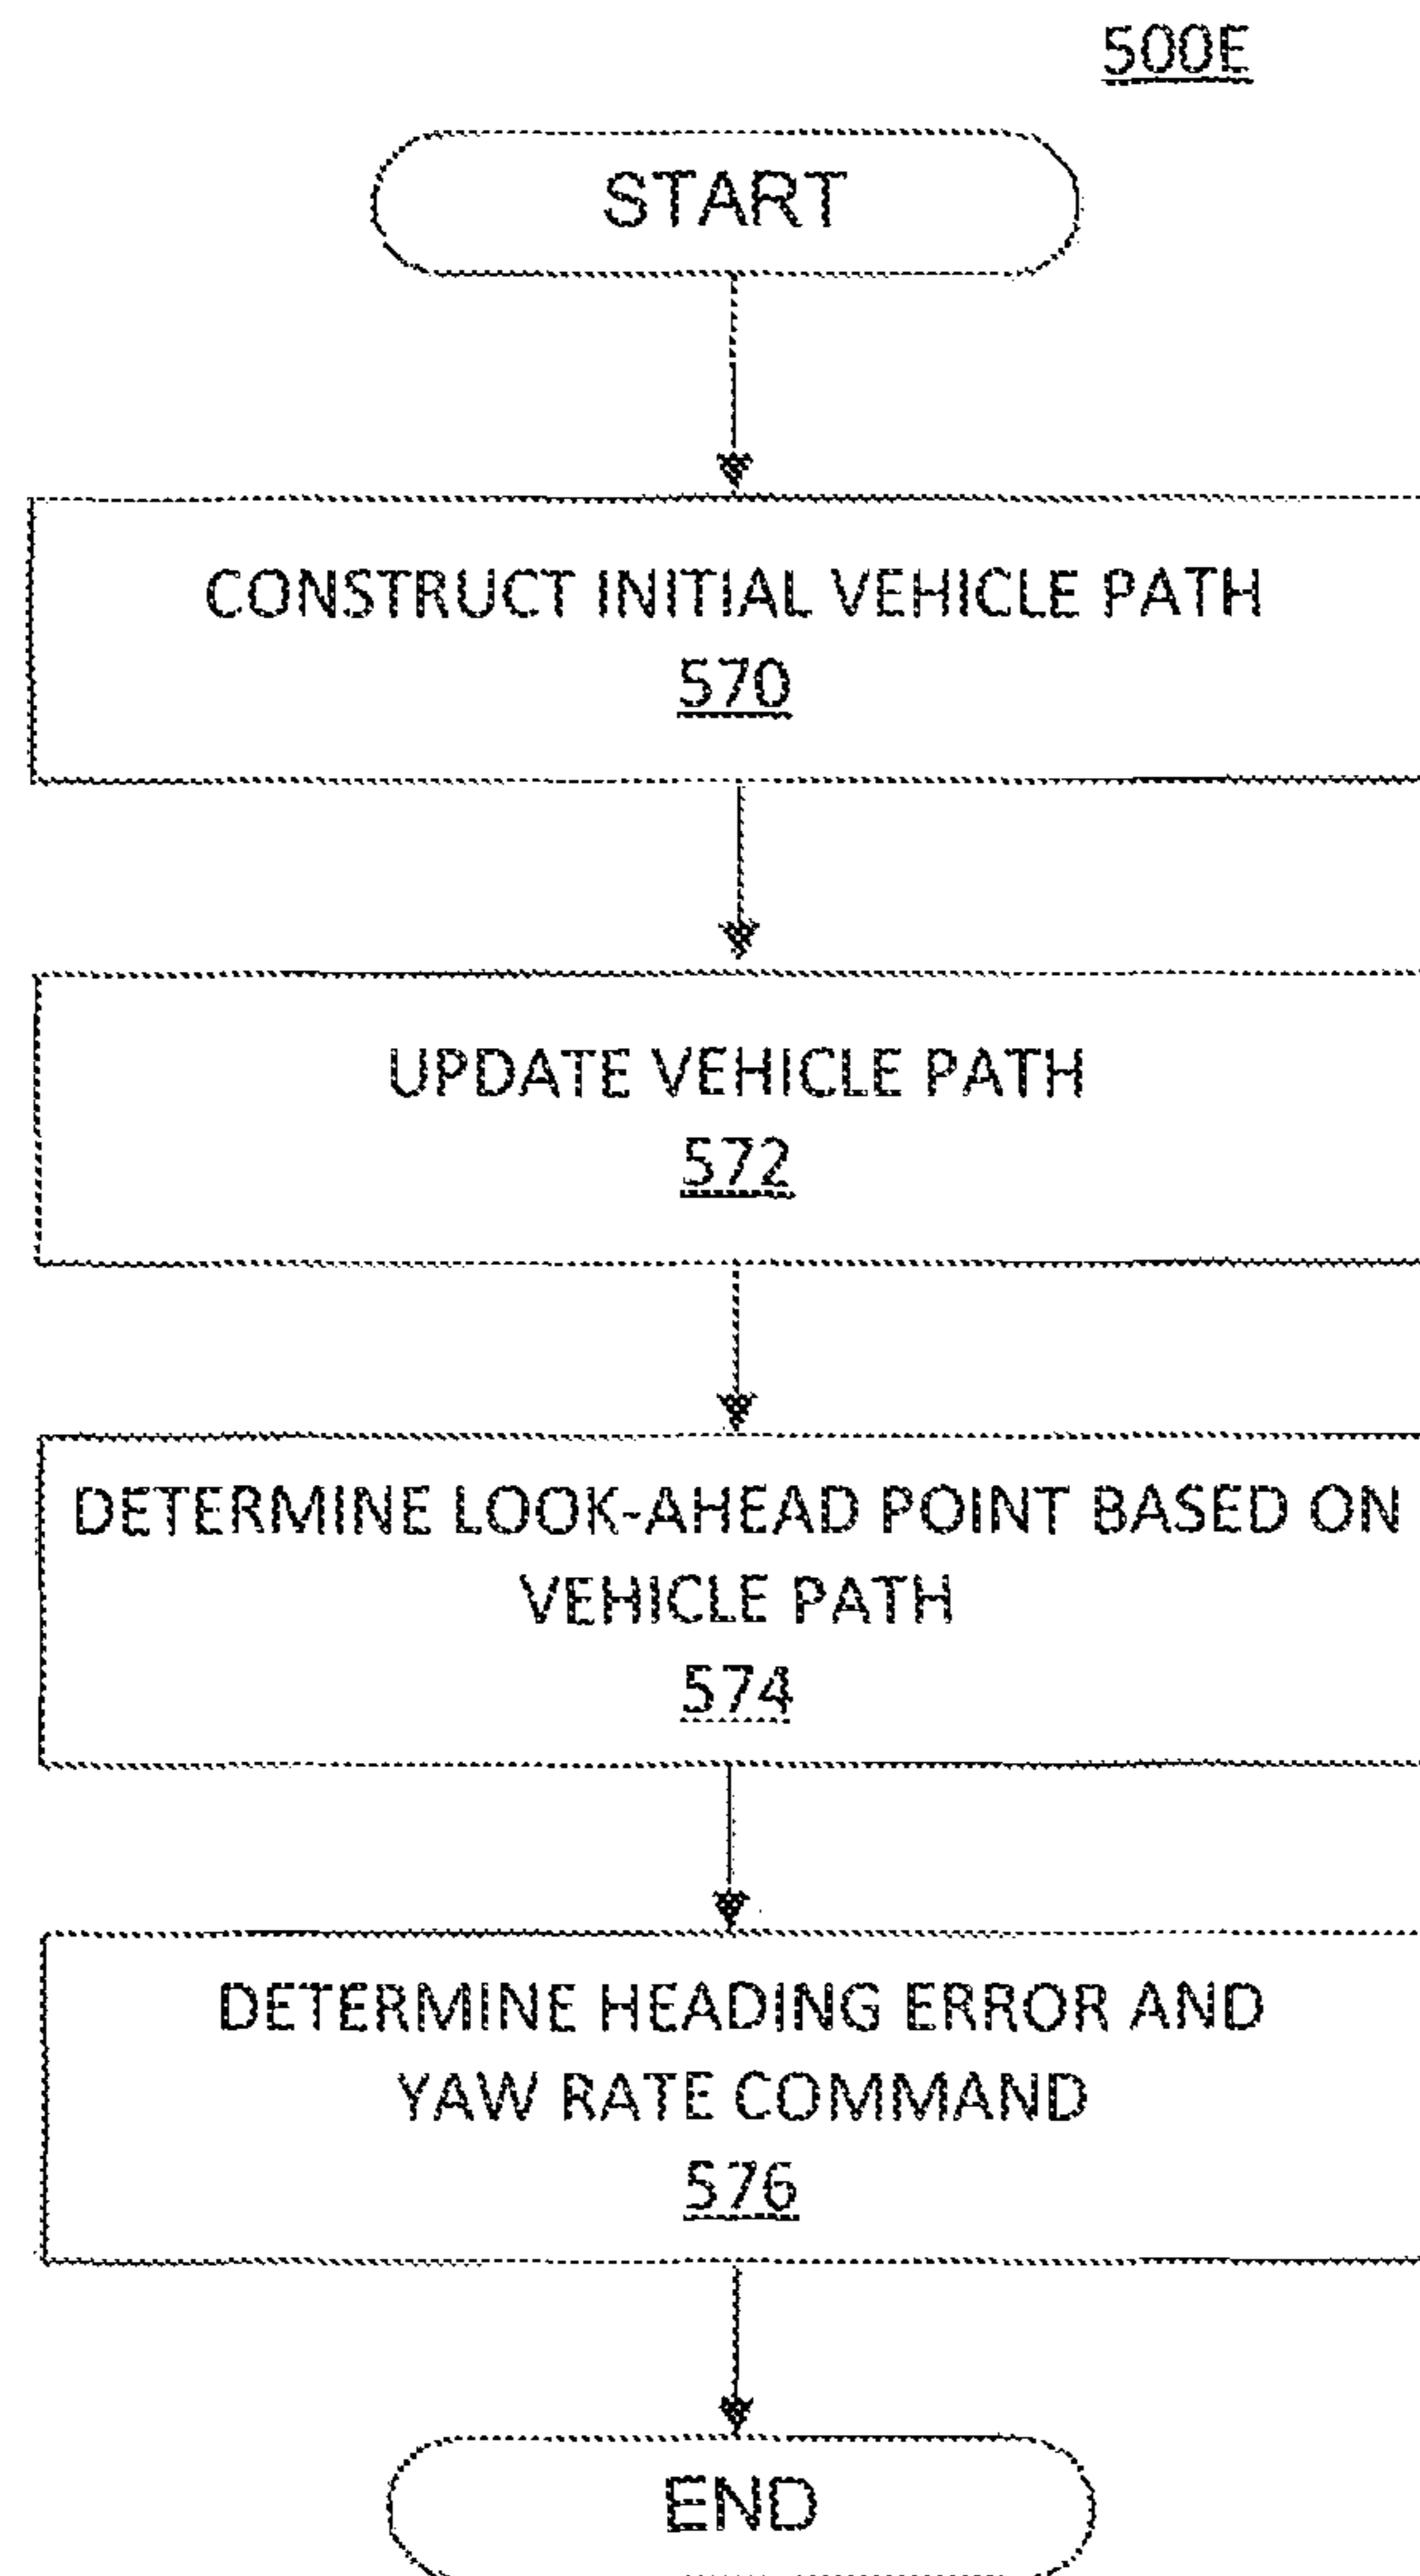 500E
START
CONSTRUCT INITIAL VEHICLE PATH
570
UPDATE VEHICLE PATH
572
DETERMINE LOOK-AHEAD POINT BASED ON
VEHICLE PATH
574
DETERMINE HEADING ERROR AND
YAW RATE COMMAND
576
END